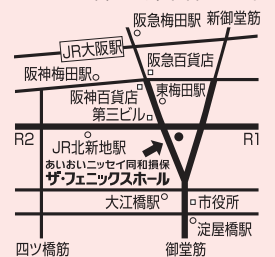 阪急梅田駅
新御堂筋
JR大阪駅
阪急百貨店
阪神梅田駅
阪神百貨店
東梅田駅
第三ビル
R2
R1
JR北新地駅
あいおいニッセイ同和損保
ザ・フェニックスホール
大江橋駅
市役所
淀屋橋駅
四ツ橋筋
御堂筋